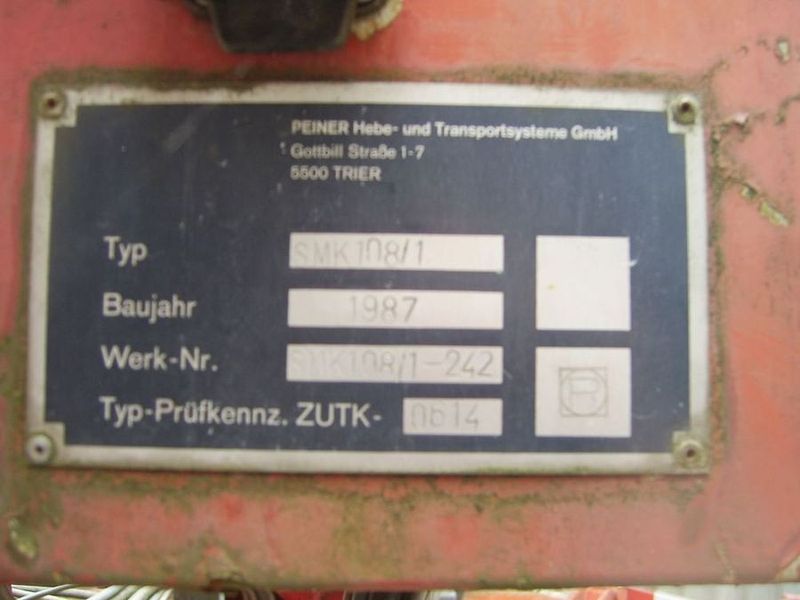 PEINER Hebe- und Transportsysteme GmbH
Gottbill Straße 1-7
5500 TRIER
Typ SMK108/1
Baujahr 1987
Werk-Nr. SMK108/1-242
Typ-Prüfkennz. ZUTK- 0614
R